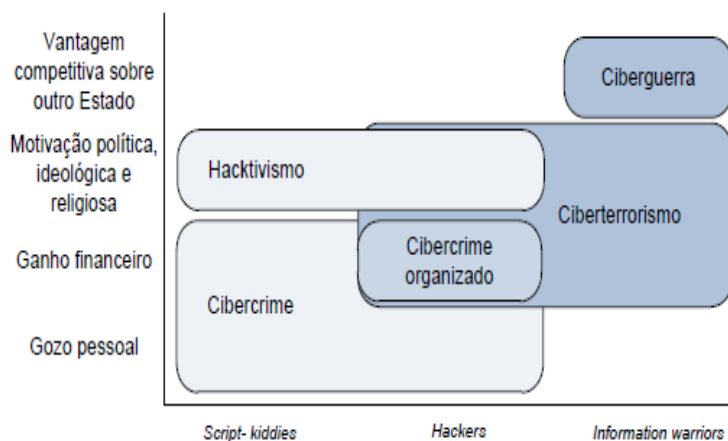 Vantagem
competitiva sobre
outro Estado
Ciberguerra
Motivação política,
ideológica e
religiosa
Hacktivismo
Ciberterrorismo
Ganho financeiro
Cibercrime
organizado
Cibercrime
Gozo pessoal
Script- kiddies
Hackers
Information warriors